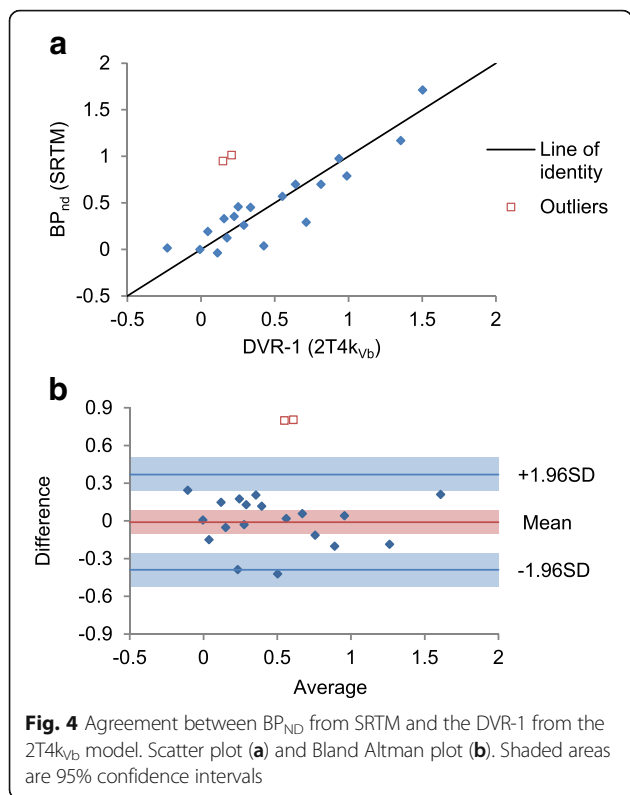 a
2
1.5
1
0.5
0
-0.5
BPnd (SRTM)
-0.5 0 0.5 1 1.5 2
DVR-1 (2T4kVb)
Line of
identity
Outliers
b
0.9
0.6
0.3
0
-0.3
-0.6
-0.9
Difference
-0.5 0 0.5 1 1.5 2
Average
+1.96SD
Mean
-1.96SD
Fig. 4 Agreement between BPND from SRTM and the DVR-1 from the
2T4kVb model. Scatter plot (a) and Bland Altman plot (b). Shaded areas
are 95% confidence intervals